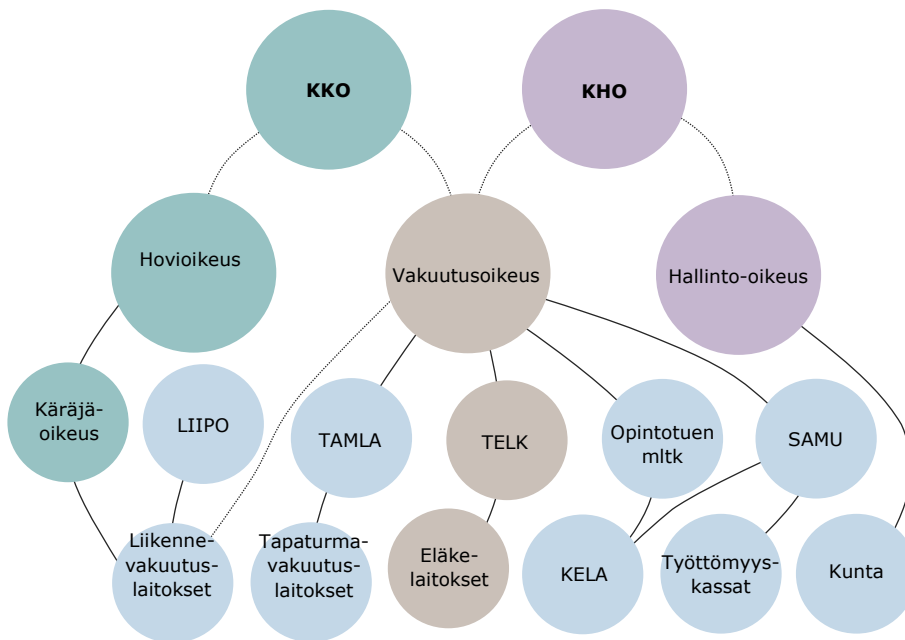 KKO
KHO
Hovioikeus
Vakuutusoikeus
Hallinto-oikeus
Käräjä-
oikeus
LIIPO
TAMLA
TELK
Opintotuen
mltk
SAMU
Liikenne-
vakuutus-
laitokset
Tapaturma-
vakuutus-
laitokset
Eläke-
laitokset
KELA
Työttömyys-
kassat
Kunta